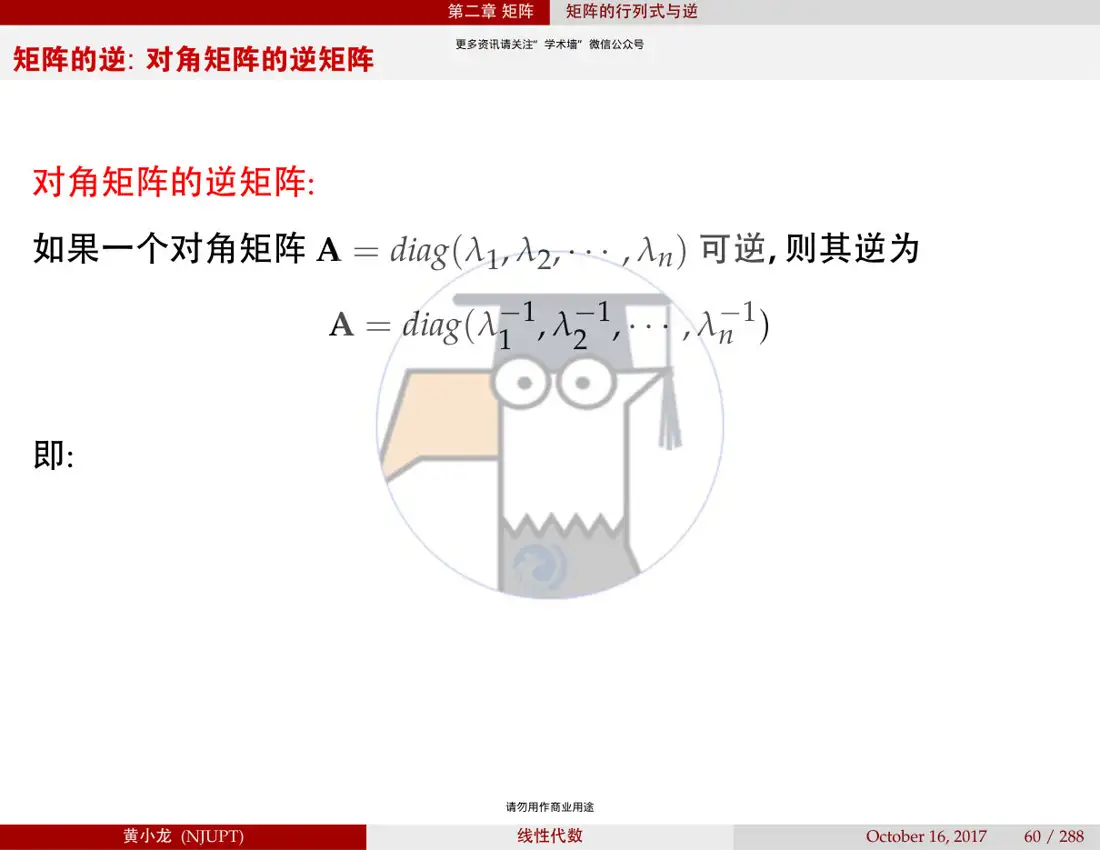 第二章 矩阵 矩阵的行列式与逆
更多资讯请关注“学术墙”微信公众号
矩阵的逆: 对角矩阵的逆矩阵
对角矩阵的逆矩阵:
如果一个对角矩阵 A = diag(λ₁, λ₂, ··· , λₙ) 可逆, 则其逆为
A = diag(λ₁⁻¹, λ₂⁻¹, ··· , λₙ⁻¹)
即:
请勿用作商业用途
黄小龙 (NJUPT) 线性代数 October 16, 2017 60 / 288